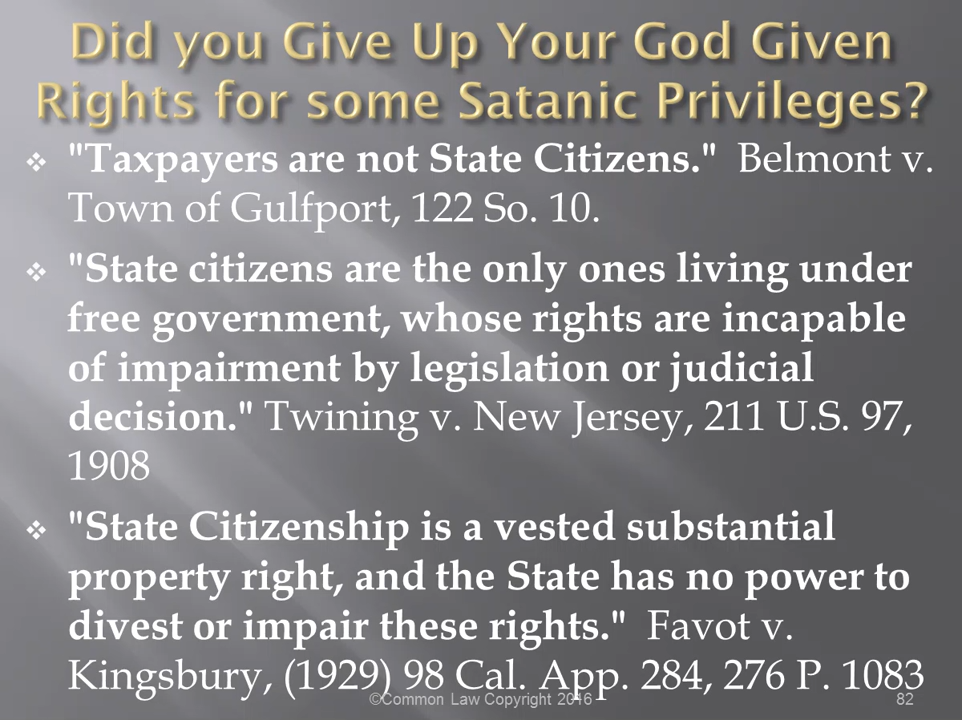 Did you Give Up Your God Given
Rights for some Satanic Privileges?
"Taxpayers are not State Citizens." Belmont v.
Town of Gulfport, 122 So. 10.
"State citizens are the only ones living under
free government, whose rights are incapable
of impairment by legislation or judicial
decision." Twining v. New Jersey, 211 U.S. 97,
1908
"State Citizenship is a vested substantial
property right, and the State has no power to
divest or impair these rights." Favot v.
Kingsbury, (1929) 98 Cal. App. 284, 276 P. 1083
©Common Law Copyright 2016
82